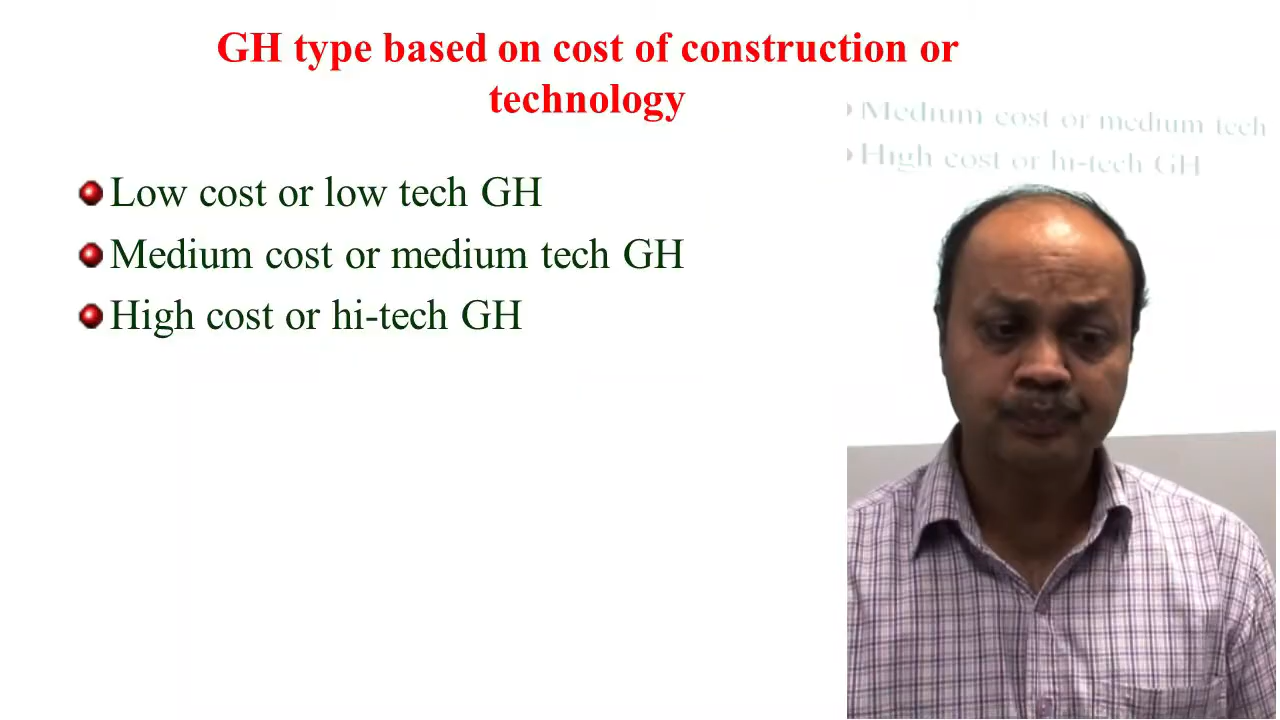 GH type based on cost of construction or
technology
Low cost or low tech GH
Medium cost or medium tech GH
High cost or hi-tech GH
Medium cost or medium tech
High cost or hi-tech GH